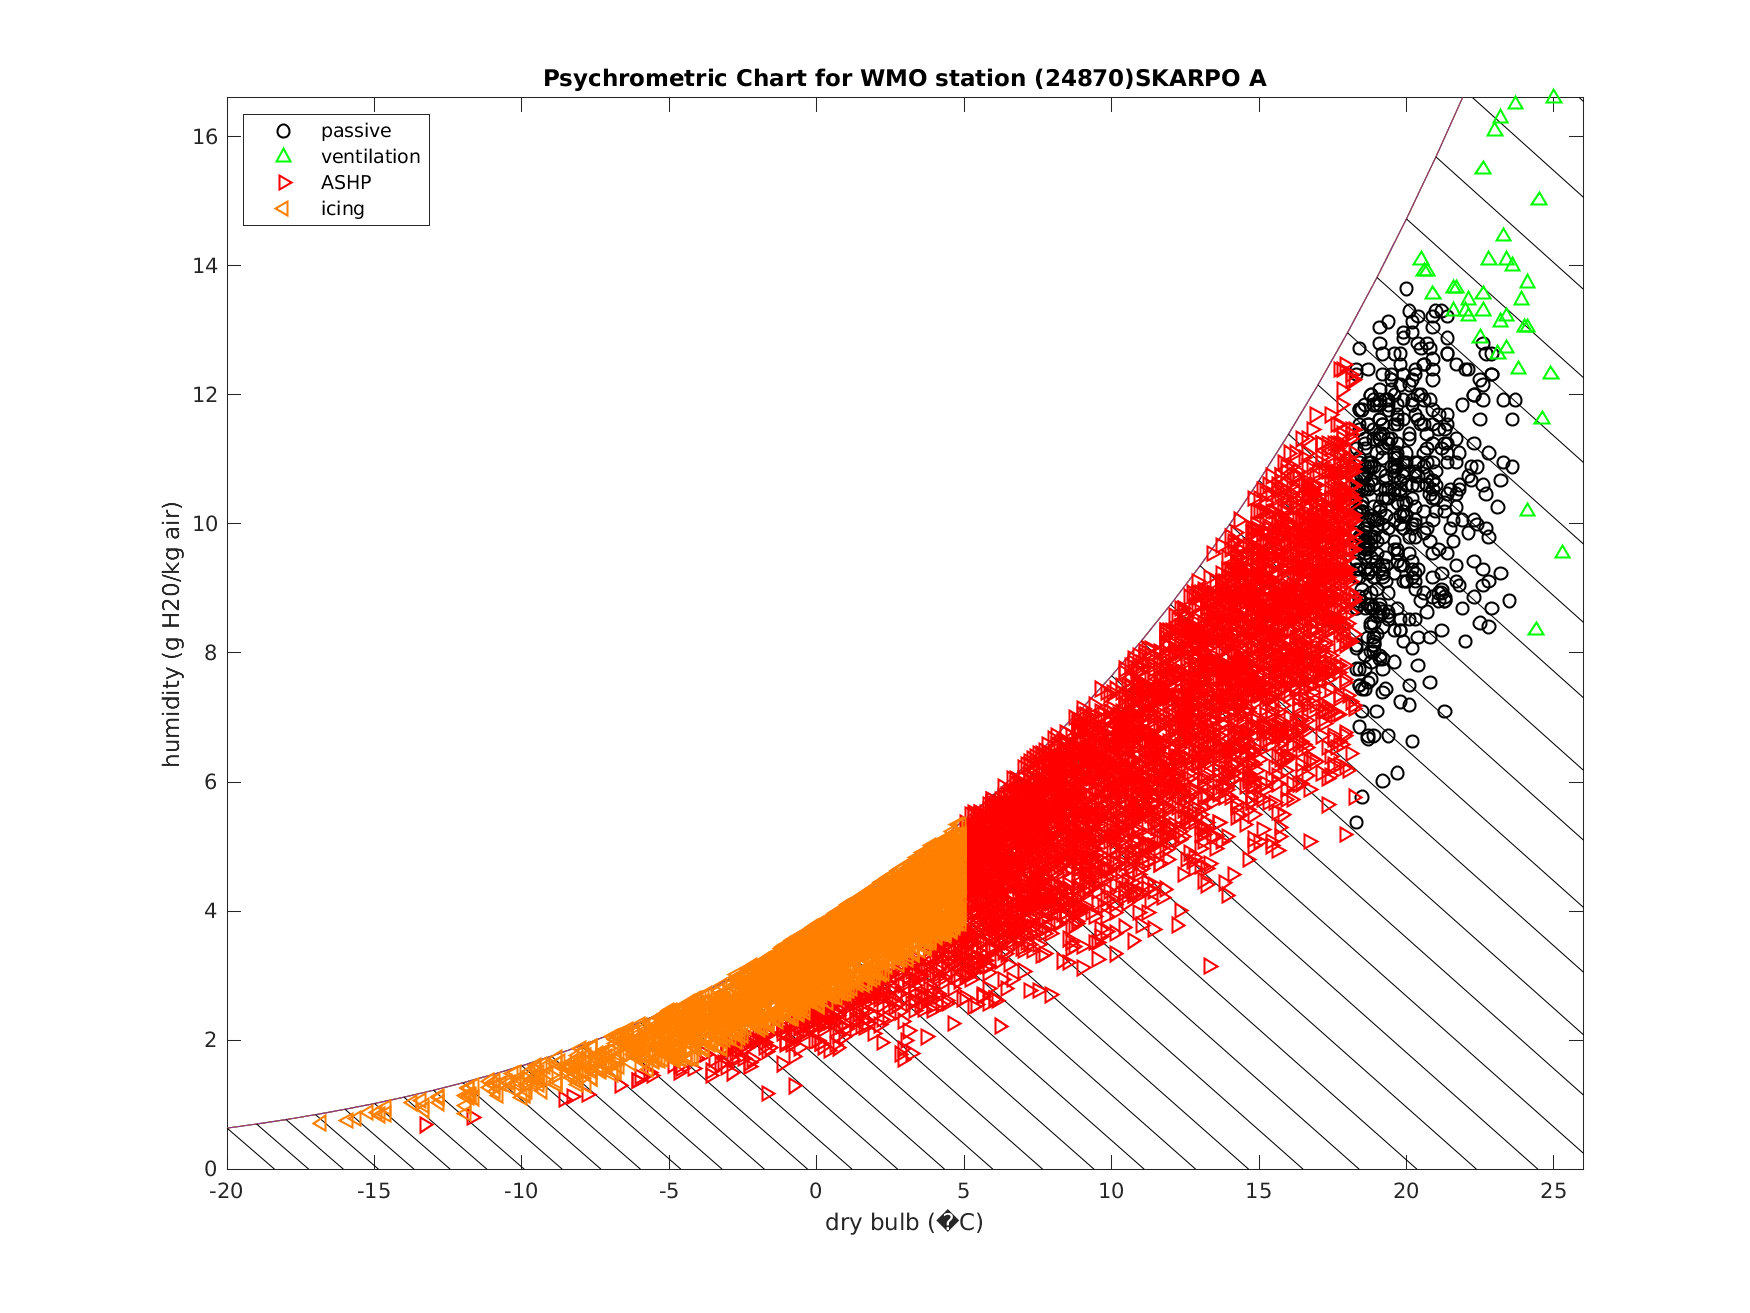 Psychrometric Chart for WMO station (24870)SKARPO A
passive
ventilation
ASHP
icing
humidity (g H20/kg air)
16
14
12
10
8
6
4
2
0
-20 -15 -10 -5 0 5 10 15 20 25
dry bulb (�C)